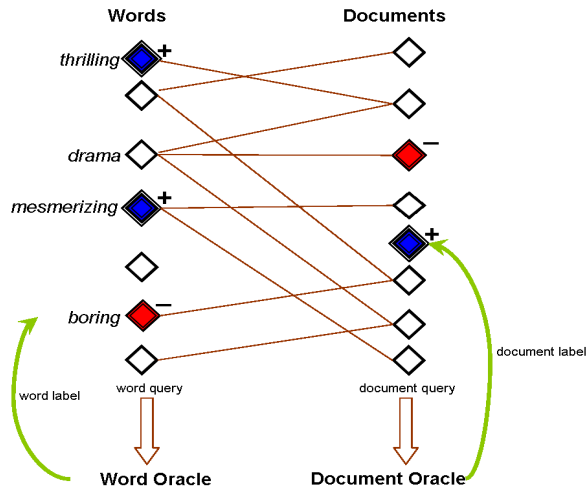 Words Documents
thrilling +
drama −
mesmerizing +
+
boring −
document label
word label
word query document query
Word Oracle Document Oracle